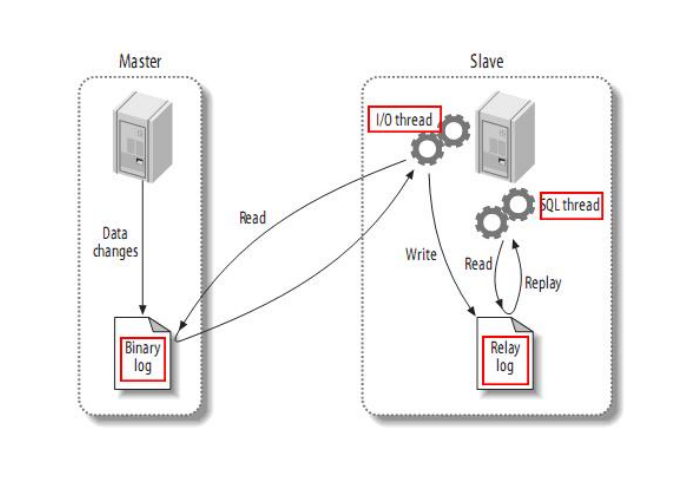 Master
Slave
I/O thread
SQL thread
Data
changes
Read
Write
Read
Replay
Binary
log
Relay
log